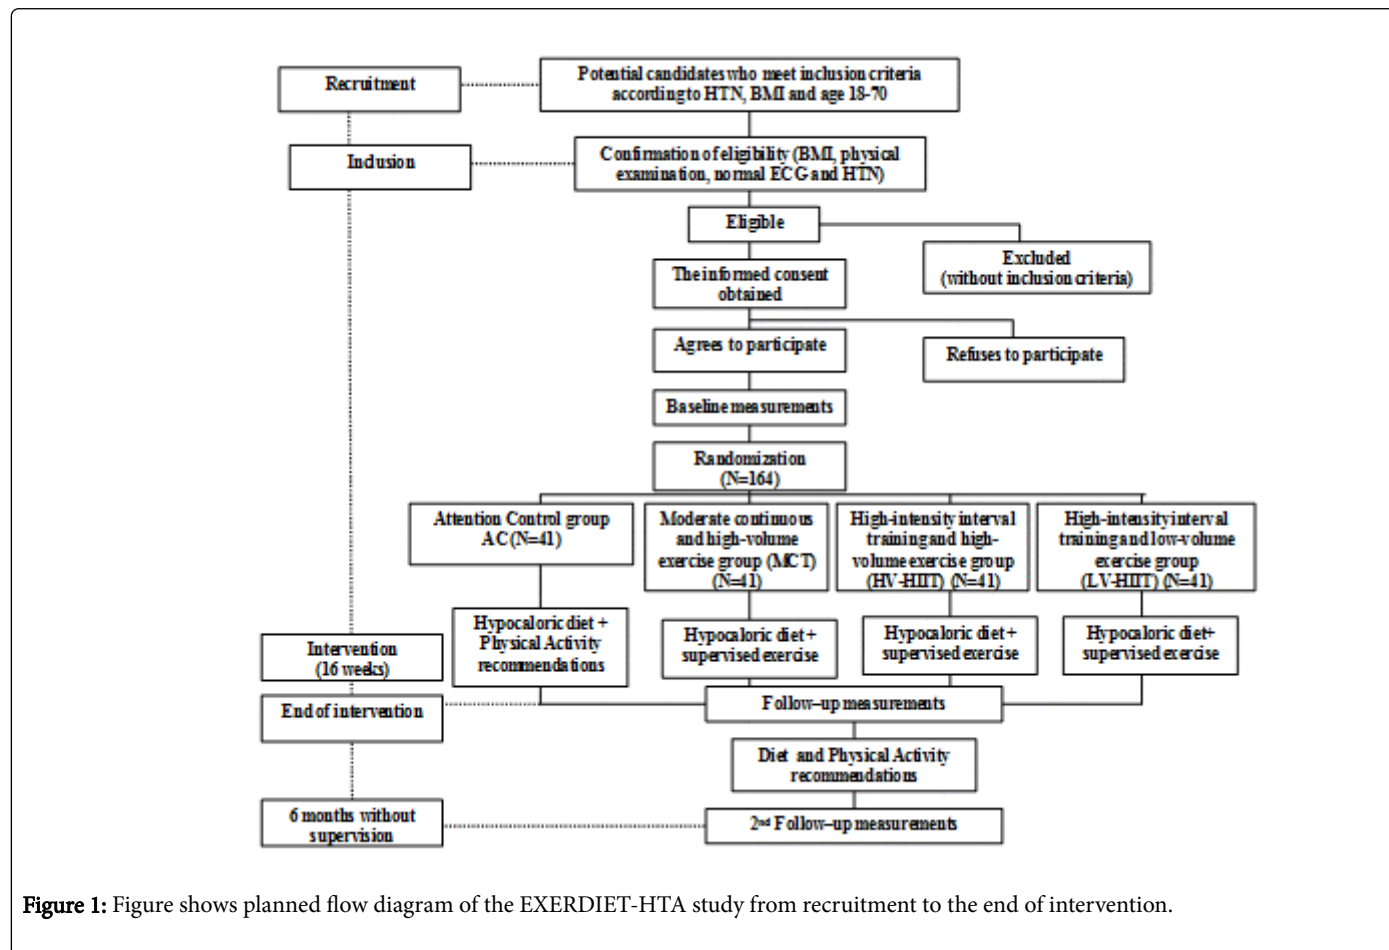 Recruitment
Potential candidates who meet inclusion criteria
according to HTN, BMI and age 18-70
Inclusion
Confirmation of eligibility (BMI, physical
examination, normal ECG and HTN)
Eligible
Excluded
(without inclusion criteria)
The informed consent
obtained
Agrees to participate
Refuses to participate
Baseline measurements
Randomization
(N=164)
Attention Control group
AC (N=41)
Moderate continuous
and high-volume
exercise group (MCT)
(N=41)
High-intensity interval
training and high-
volume exercise group
(HV-HIIT) (N=41)
High-intensity interval
training and low-volume
exercise group
(LV-HIIT) (N=41)
Intervention
(16 weeks)
Hypocaloric diet +
Physical Activity
recommendations
Hypocaloric diet +
supervised exercise
Hypocaloric diet +
supervised exercise
Hypocaloric diet+
supervised exercise
End of intervention
Follow–up measurements
Diet and Physical Activity
recommendations
6 months without
supervision
2nd Follow–up measurements
Figure 1: Figure shows planned flow diagram of the EXERDIET-HTA study from recruitment to the end of intervention.